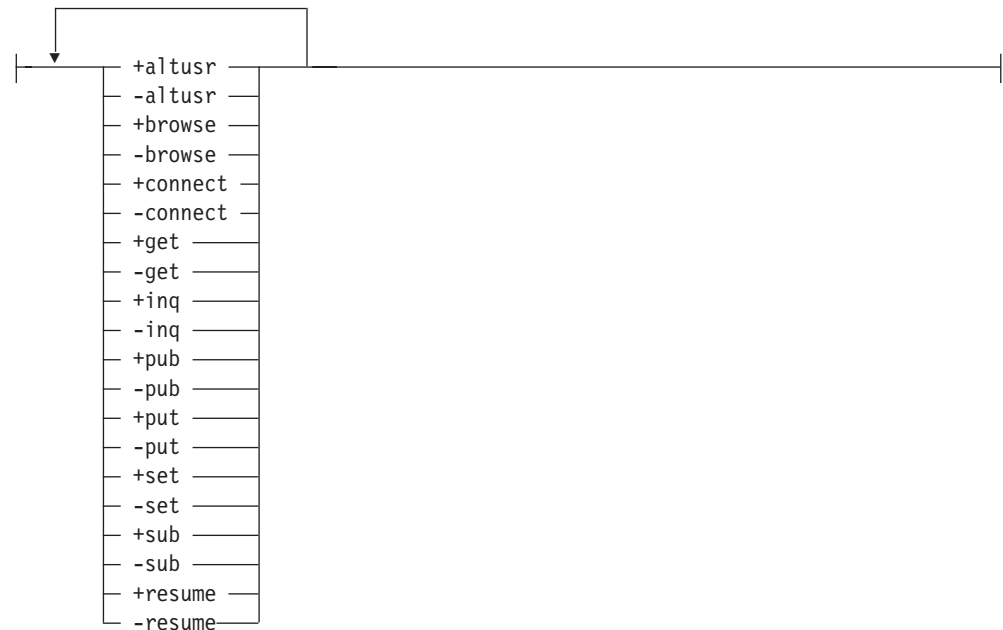 +altusr
-altusr
+browse
-browse
+connect
-connect
+get
-get
+inq
-inq
+pub
-pub
+put
-put
+set
-set
+sub
-sub
+resume
-resume